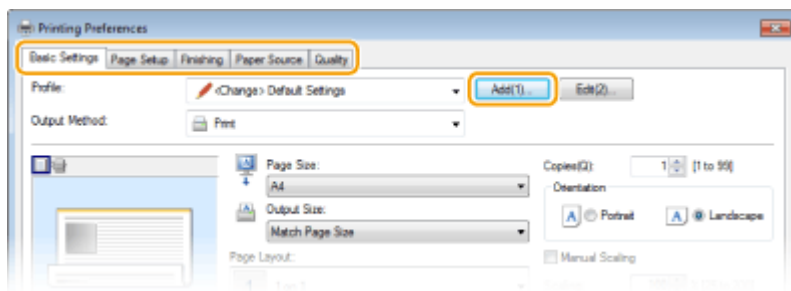 Printing Preferences
Basic Settings Page Setup Finishing Paper Source Quality
Profile: <Change> Default Settings Add(1)... Edit(2)...
Output Method: Print
Page Size: Copies(Q): 1 [1 to 99]
A4 Orientation
Output Size: A Portrait A Landscape
Match Page Size
Page Layout: Manual Scaling